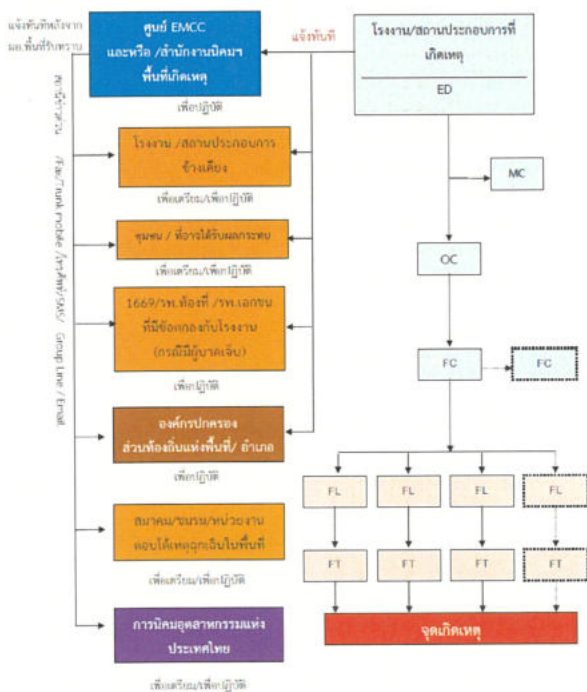 แจ้งทันทีหลังจาก
ผอ.พื้นที่รับทราบ
ศูนย์ EMCC
และหรือ /สำนักงานนิคมฯ
พื้นที่เกิดเหตุ
เพื่อปฏิบัติ
แจ้งทันที
โรงงาน/สถานประกอบการที่
เกิดเหตุ
ED
MC
OC
FC
FC
โรงงาน /สถานประกอบการ
ข้างเคียง
เพื่อเตรียม/เพื่อปฏิบัติ
ชุมชน / ที่อาจได้รับผลกระทบ
เพื่อเตรียม/เพื่อปฏิบัติ
1669/รพ.ท้องที่ /รพ.เอกชน
ที่มีข้อตกลงกับโรงงาน
(กรณีมีผู้บาดเจ็บ)
เพื่อปฏิบัติ
องค์กรปกครอง
ส่วนท้องถิ่นแห่งพื้นที่/ อำเภอ
เพื่อปฏิบัติ
สมาคม/ชมรม/หน่วยงาน
ตอบโต้เหตุฉุกเฉินในพื้นที่
เพื่อเตรียม/เพื่อปฏิบัติ
การนิคมอุตสาหกรรมแห่ง
ประเทศไทย
เพื่อเตรียม/เพื่อปฏิบัติ
/Fax/Trunk mobile /โทรศัพท์/SMS/ Group Line / Email
FL
FL
FL
FL
FT
FT
FT
FT
จุดเกิดเหตุ